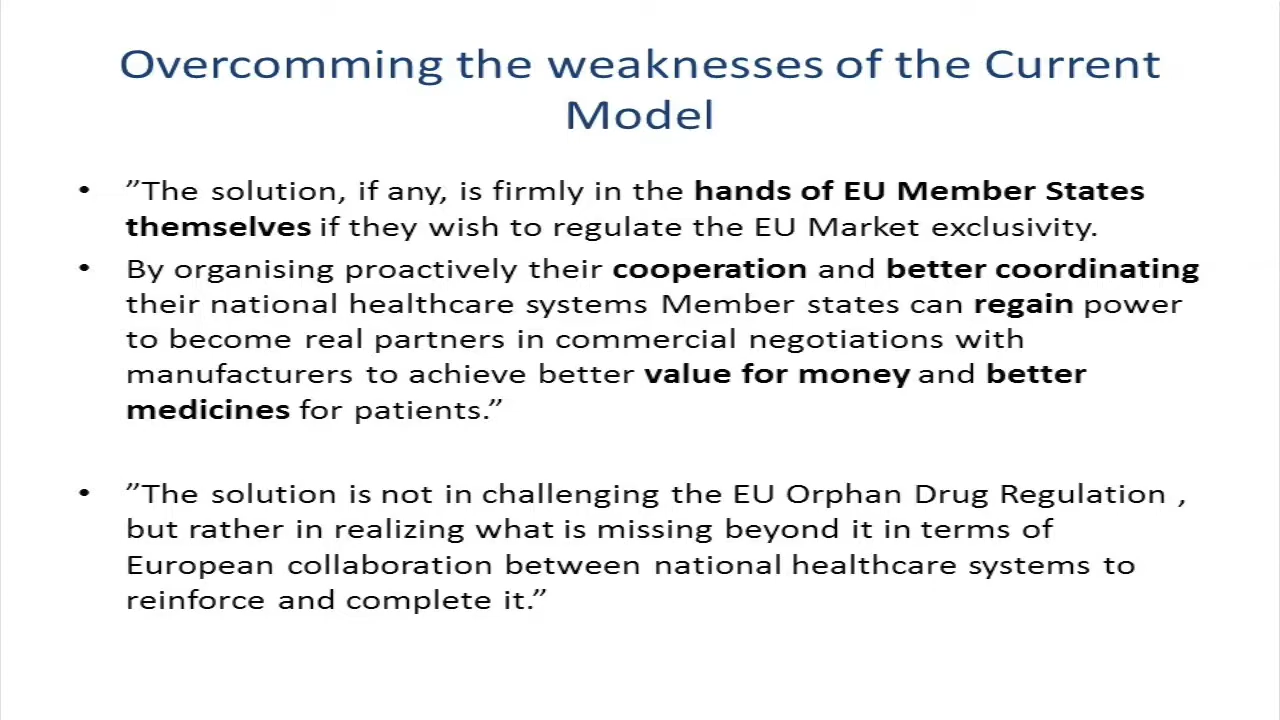 Overcomming the weaknesses of the Current
Model
• ”The solution, if any, is firmly in the hands of EU Member States
themselves if they wish to regulate the EU Market exclusivity.
• By organising proactively their cooperation and better coordinating
their national healthcare systems Member states can regain power
to become real partners in commercial negotiations with
manufacturers to achieve better value for money and better
medicines for patients.”
• ”The solution is not in challenging the EU Orphan Drug Regulation ,
but rather in realizing what is missing beyond it in terms of
European collaboration between national healthcare systems to
reinforce and complete it.”